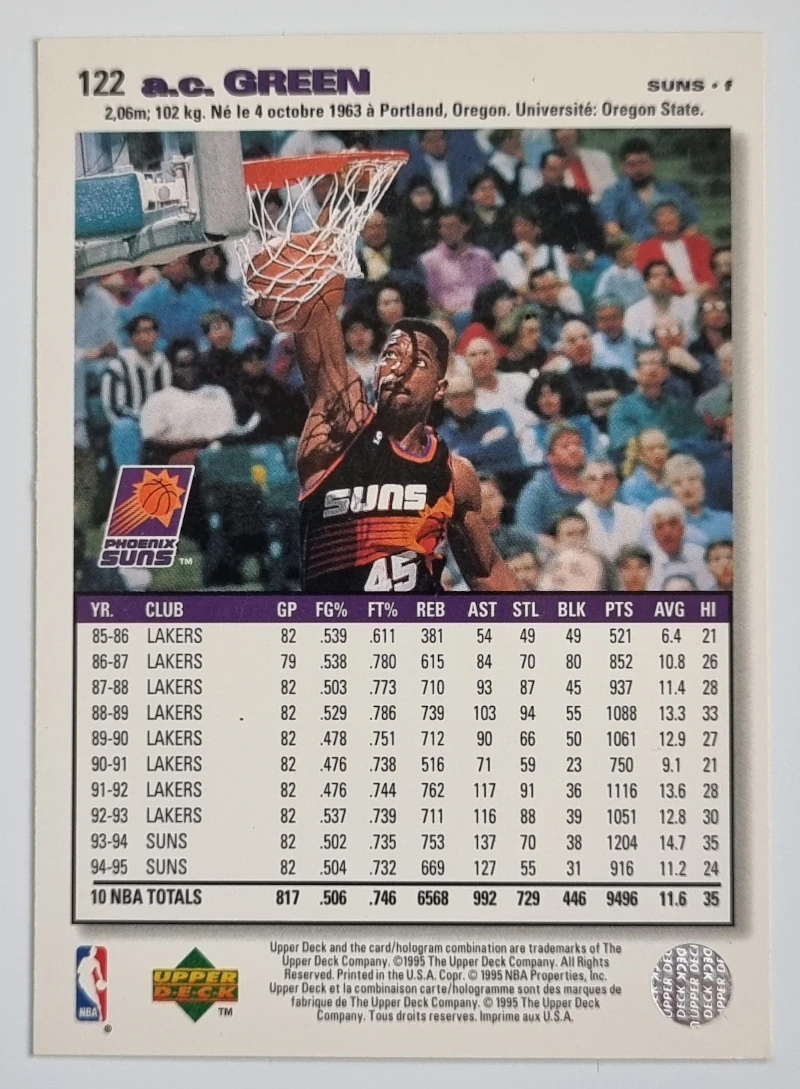 122 a.c. GREEN SUNS • f
2,06m; 102 kg. Né le 4 octobre 1963 à Portland, Oregon. Université: Oregon State.
SUNS
45
PHOENIX
SUNS™
YR. CLUB GP FG% FT% REB AST STL BLK PTS AVG HI
85-86 LAKERS 82 .539 .611 381 54 49 49 521 6.4 21
86-87 LAKERS 79 .538 .780 615 84 70 80 852 10.8 26
87-88 LAKERS 82 .503 .773 710 93 87 45 937 11.4 28
88-89 LAKERS 82 .529 .786 739 103 94 55 1088 13.3 33
89-90 LAKERS 82 .478 .751 712 90 66 50 1061 12.9 27
90-91 LAKERS 82 .476 .738 516 71 59 23 750 9.1 21
91-92 LAKERS 82 .476 .744 762 117 91 36 1116 13.6 28
92-93 LAKERS 82 .537 .739 711 116 88 39 1051 12.8 30
93-94 SUNS 82 .502 .735 753 137 70 38 1204 14.7 35
94-95 SUNS 82 .504 .732 669 127 55 31 916 11.2 24
10 NBA TOTALS 817 .506 .746 6568 992 729 446 9496 11.6 35
Upper Deck and the card/hologram combination are trademarks of The
Upper Deck Company. ©1995 The Upper Deck Company. All Rights
Reserved. Printed in the U.S.A. Copr. © 1995 NBA Properties, Inc.
Upper Deck et la combinaison carte/hologramme sont des marques de
fabrique de The Upper Deck Company. © 1995 The Upper Deck
Company. Tous droits reserves. Imprime aux U.S.A.
NBA ®
UPPER
DECK ™
UPPER DECK